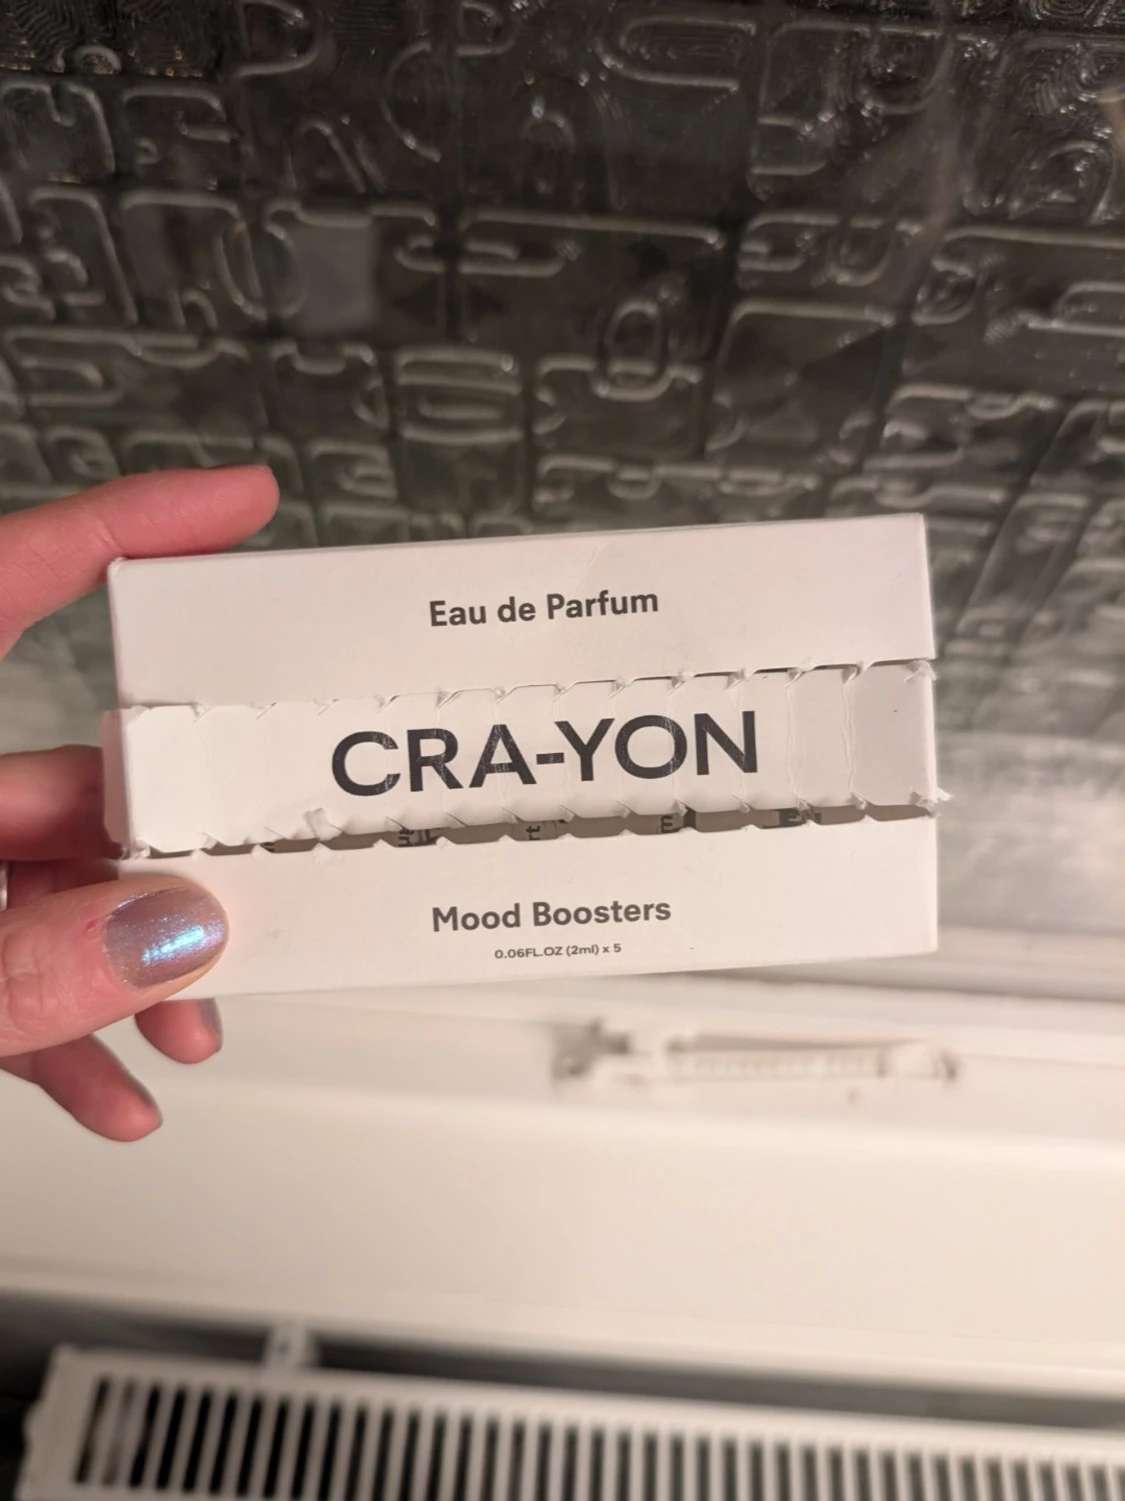 Eau de Parfum
CRA-YON
Mood Boosters
0.06FL.OZ (2ml) x 5